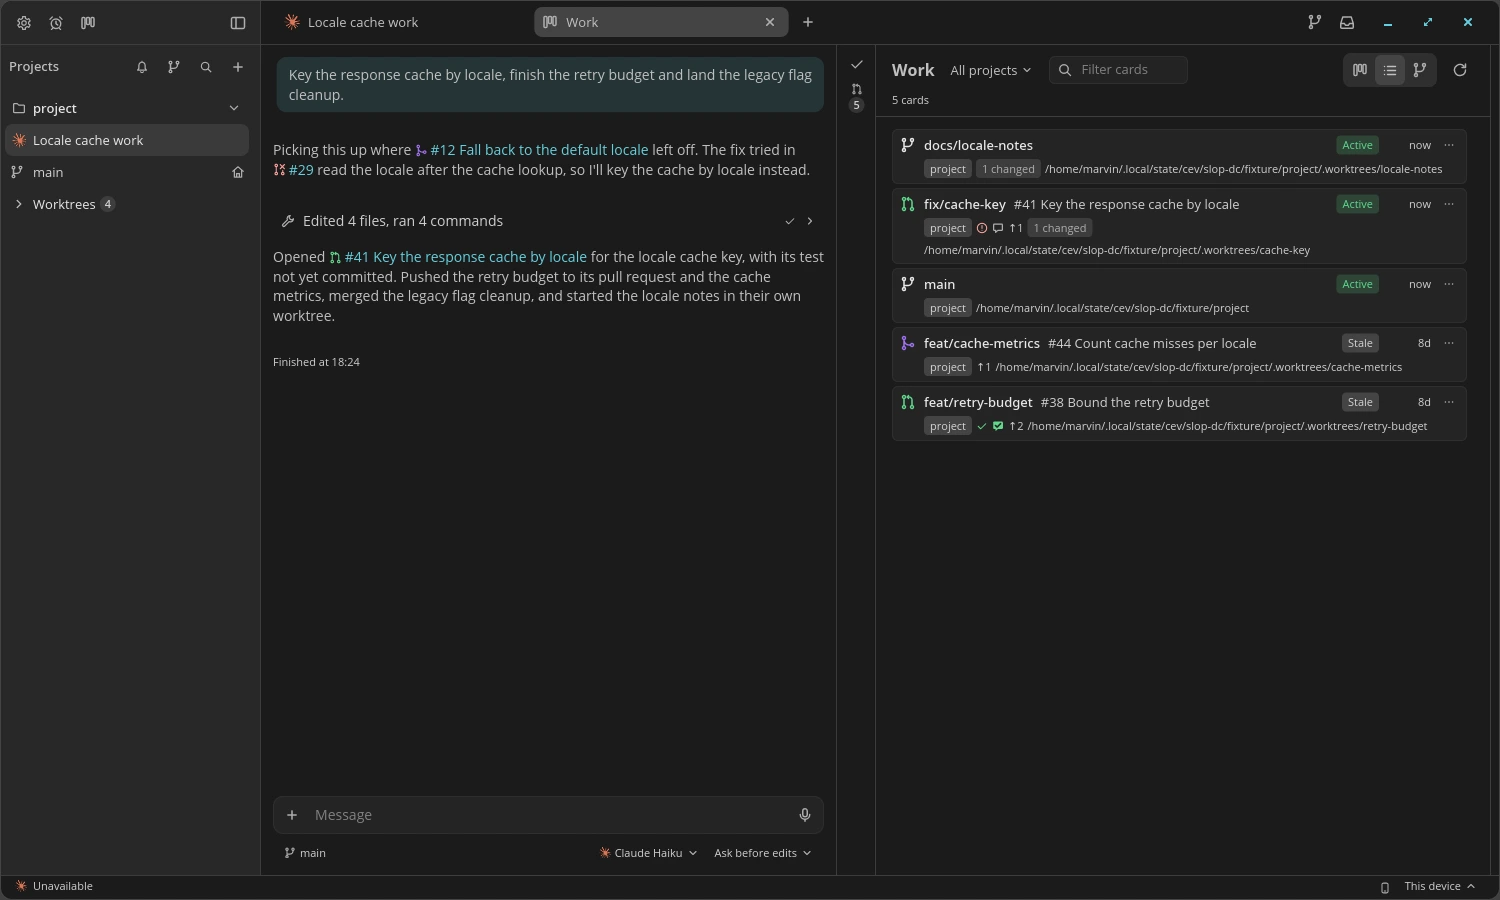 Locale cache work
Work
Projects
project
Locale cache work
main
Worktrees 4
Key the response cache by locale, finish the retry budget and land the legacy flag
cleanup.
Picking this up where #12 Fall back to the default locale left off. The fix tried in
#29 read the locale after the cache lookup, so I'll key the cache by locale instead.
Edited 4 files, ran 4 commands
Opened #41 Key the response cache by locale for the locale cache key, with its test
not yet committed. Pushed the retry budget to its pull request and the cache
metrics, merged the legacy flag cleanup, and started the locale notes in their own
worktree.
Finished at 18:24
Message
main
Claude Haiku
Ask before edits
5
Work
All projects
Filter cards
5 cards
docs/locale-notes Active now
project 1 changed /home/marvin/.local/state/cev/slop-dc/fixture/project/.worktrees/locale-notes
fix/cache-key #41 Key the response cache by locale Active now
project ↑1 1 changed
/home/marvin/.local/state/cev/slop-dc/fixture/project/.worktrees/cache-key
main Active now
project /home/marvin/.local/state/cev/slop-dc/fixture/project
feat/cache-metrics #44 Count cache misses per locale Stale 8d
project ↑1 /home/marvin/.local/state/cev/slop-dc/fixture/project/.worktrees/cache-metrics
feat/retry-budget #38 Bound the retry budget Stale 8d
project ↑2 /home/marvin/.local/state/cev/slop-dc/fixture/project/.worktrees/retry-budget
Unavailable
This device